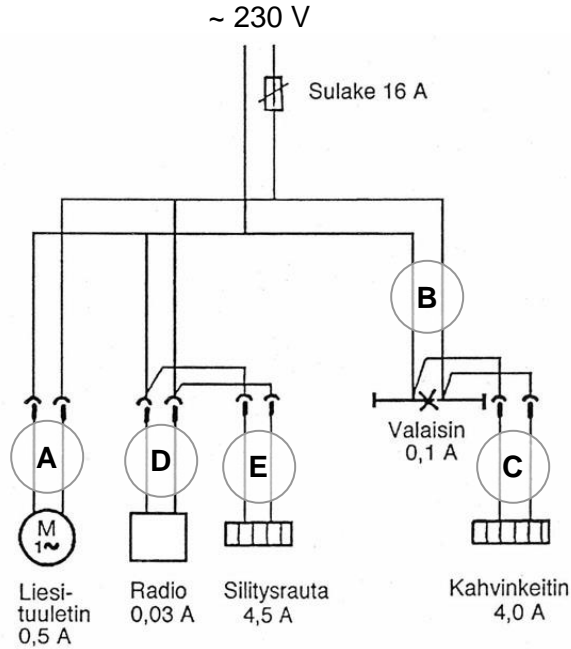 ~ 230 V
Sulake 16 A
B
Valaisin
0,1 A
A
D
E
C
M
1~
Liesi-
tuuletin
0,5 A
Radio
0,03 A
Silitysrauta
4,5 A
Kahvinkeitin
4,0 A